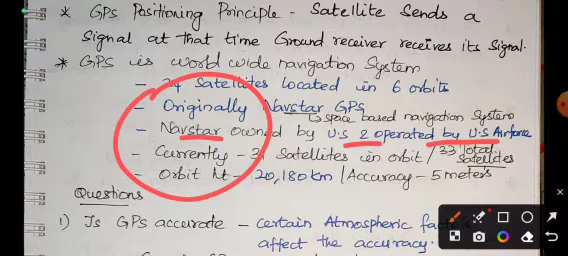 * GPS Positioning Principle - Satellite Sends a
Signal at that time Ground receiver receives its Signal.
* GPS is world wide navigation System
- 24 Satellites located in 6 orbits
- Originally Navstar GPS
↳ space based navigation System
- Navstar owned by U.S & operated by U.S Airforce
- Currently - 31 Satellites in orbit / 33 Total Satellites
- Orbit ht - 20,180 km / Accuracy - 5 meters
Questions
1) Is GPS accurate - certain Atmospheric
affect the accuracy.